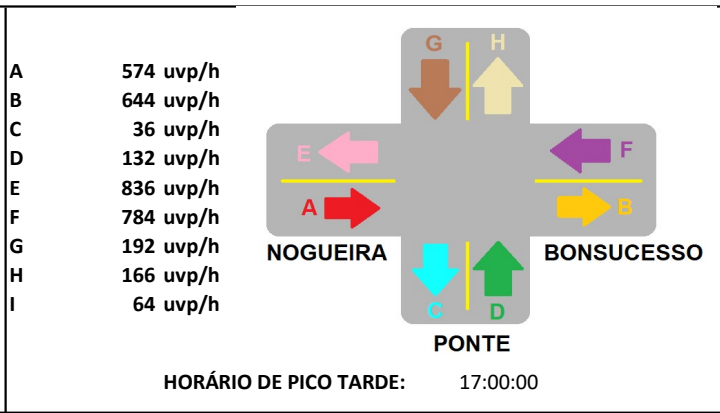 G H
A 574 uvp/h
B 644 uvp/h
C 36 uvp/h
D 132 uvp/h
E 836 uvp/h
F 784 uvp/h
G 192 uvp/h
H 166 uvp/h
I 64 uvp/h
E F
A B
NOGUEIRA BONSUCESSO
C D
PONTE
HORÁRIO DE PICO TARDE: 17:00:00